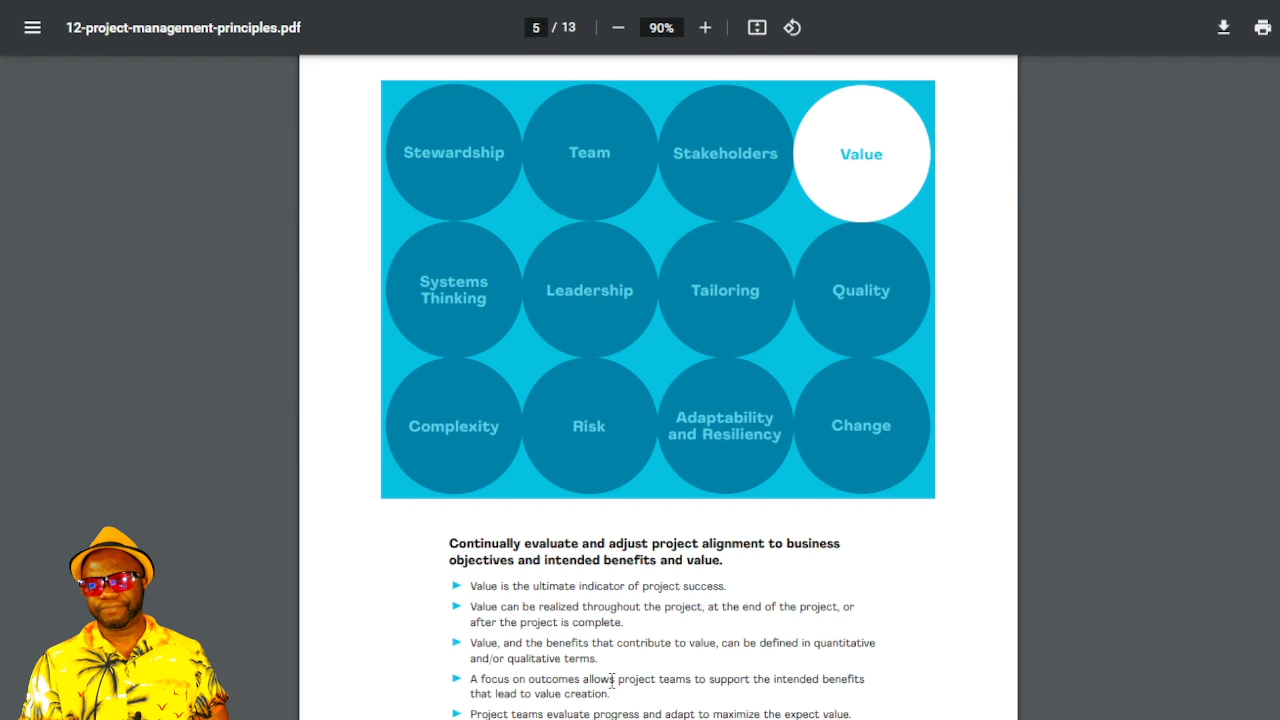 12-project-management-principles.pdf
5 / 13
90%
Stewardship
Team
Stakeholders
Value
Systems
Thinking
Leadership
Tailoring
Quality
Complexity
Risk
Adaptability
and Resiliency
Change
Continually evaluate and adjust project alignment to business
objectives and intended benefits and value.
Value is the ultimate indicator of project success.
Value can be realized throughout the project, at the end of the project, or
after the project is complete.
Value, and the benefits that contribute to value, can be defined in quantitative
and/or qualitative terms.
A focus on outcomes allows project teams to support the intended benefits
that lead to value creation.
Project teams evaluate progress and adapt to maximize the expect value.